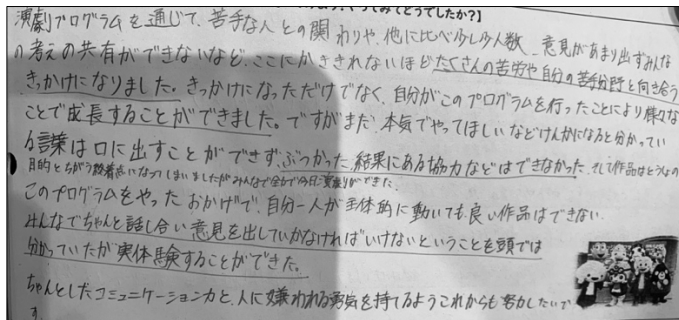 やってみてどうでしたか?】
演劇プログラムを通じて、苦手な人との関わりや、他に比べ少し少人数、意見があまり出ずみんな
の考えの共有ができないなど、ここにかききれないほどたくさんの苦労や自分の苦手分野と向き合う
きっかけになりました。きっかけになっただけでなく、自分がこのプログラムを行ったことにより様々な
ことで成長することができました。ですがまだ、本気でやってほしいなどけんかになると分かってい
る言葉は口に出すことができず、ぶつかった結果にある協力などはできなかった。そして作品は
目的とちがう着点になってしまいましたがみんなで全力で今日に
このプログラムをやったおかげで、自分一人が主体的に動いても良い作品はできない。
みんなでちゃんと話し合い意見を出していかなければいけないということを頭では
分かっていたが実体験することができた。
ちゃんとしたコミュニケーション力と、人に嫌われる勇気を持てるようこれからも努力したいで
す